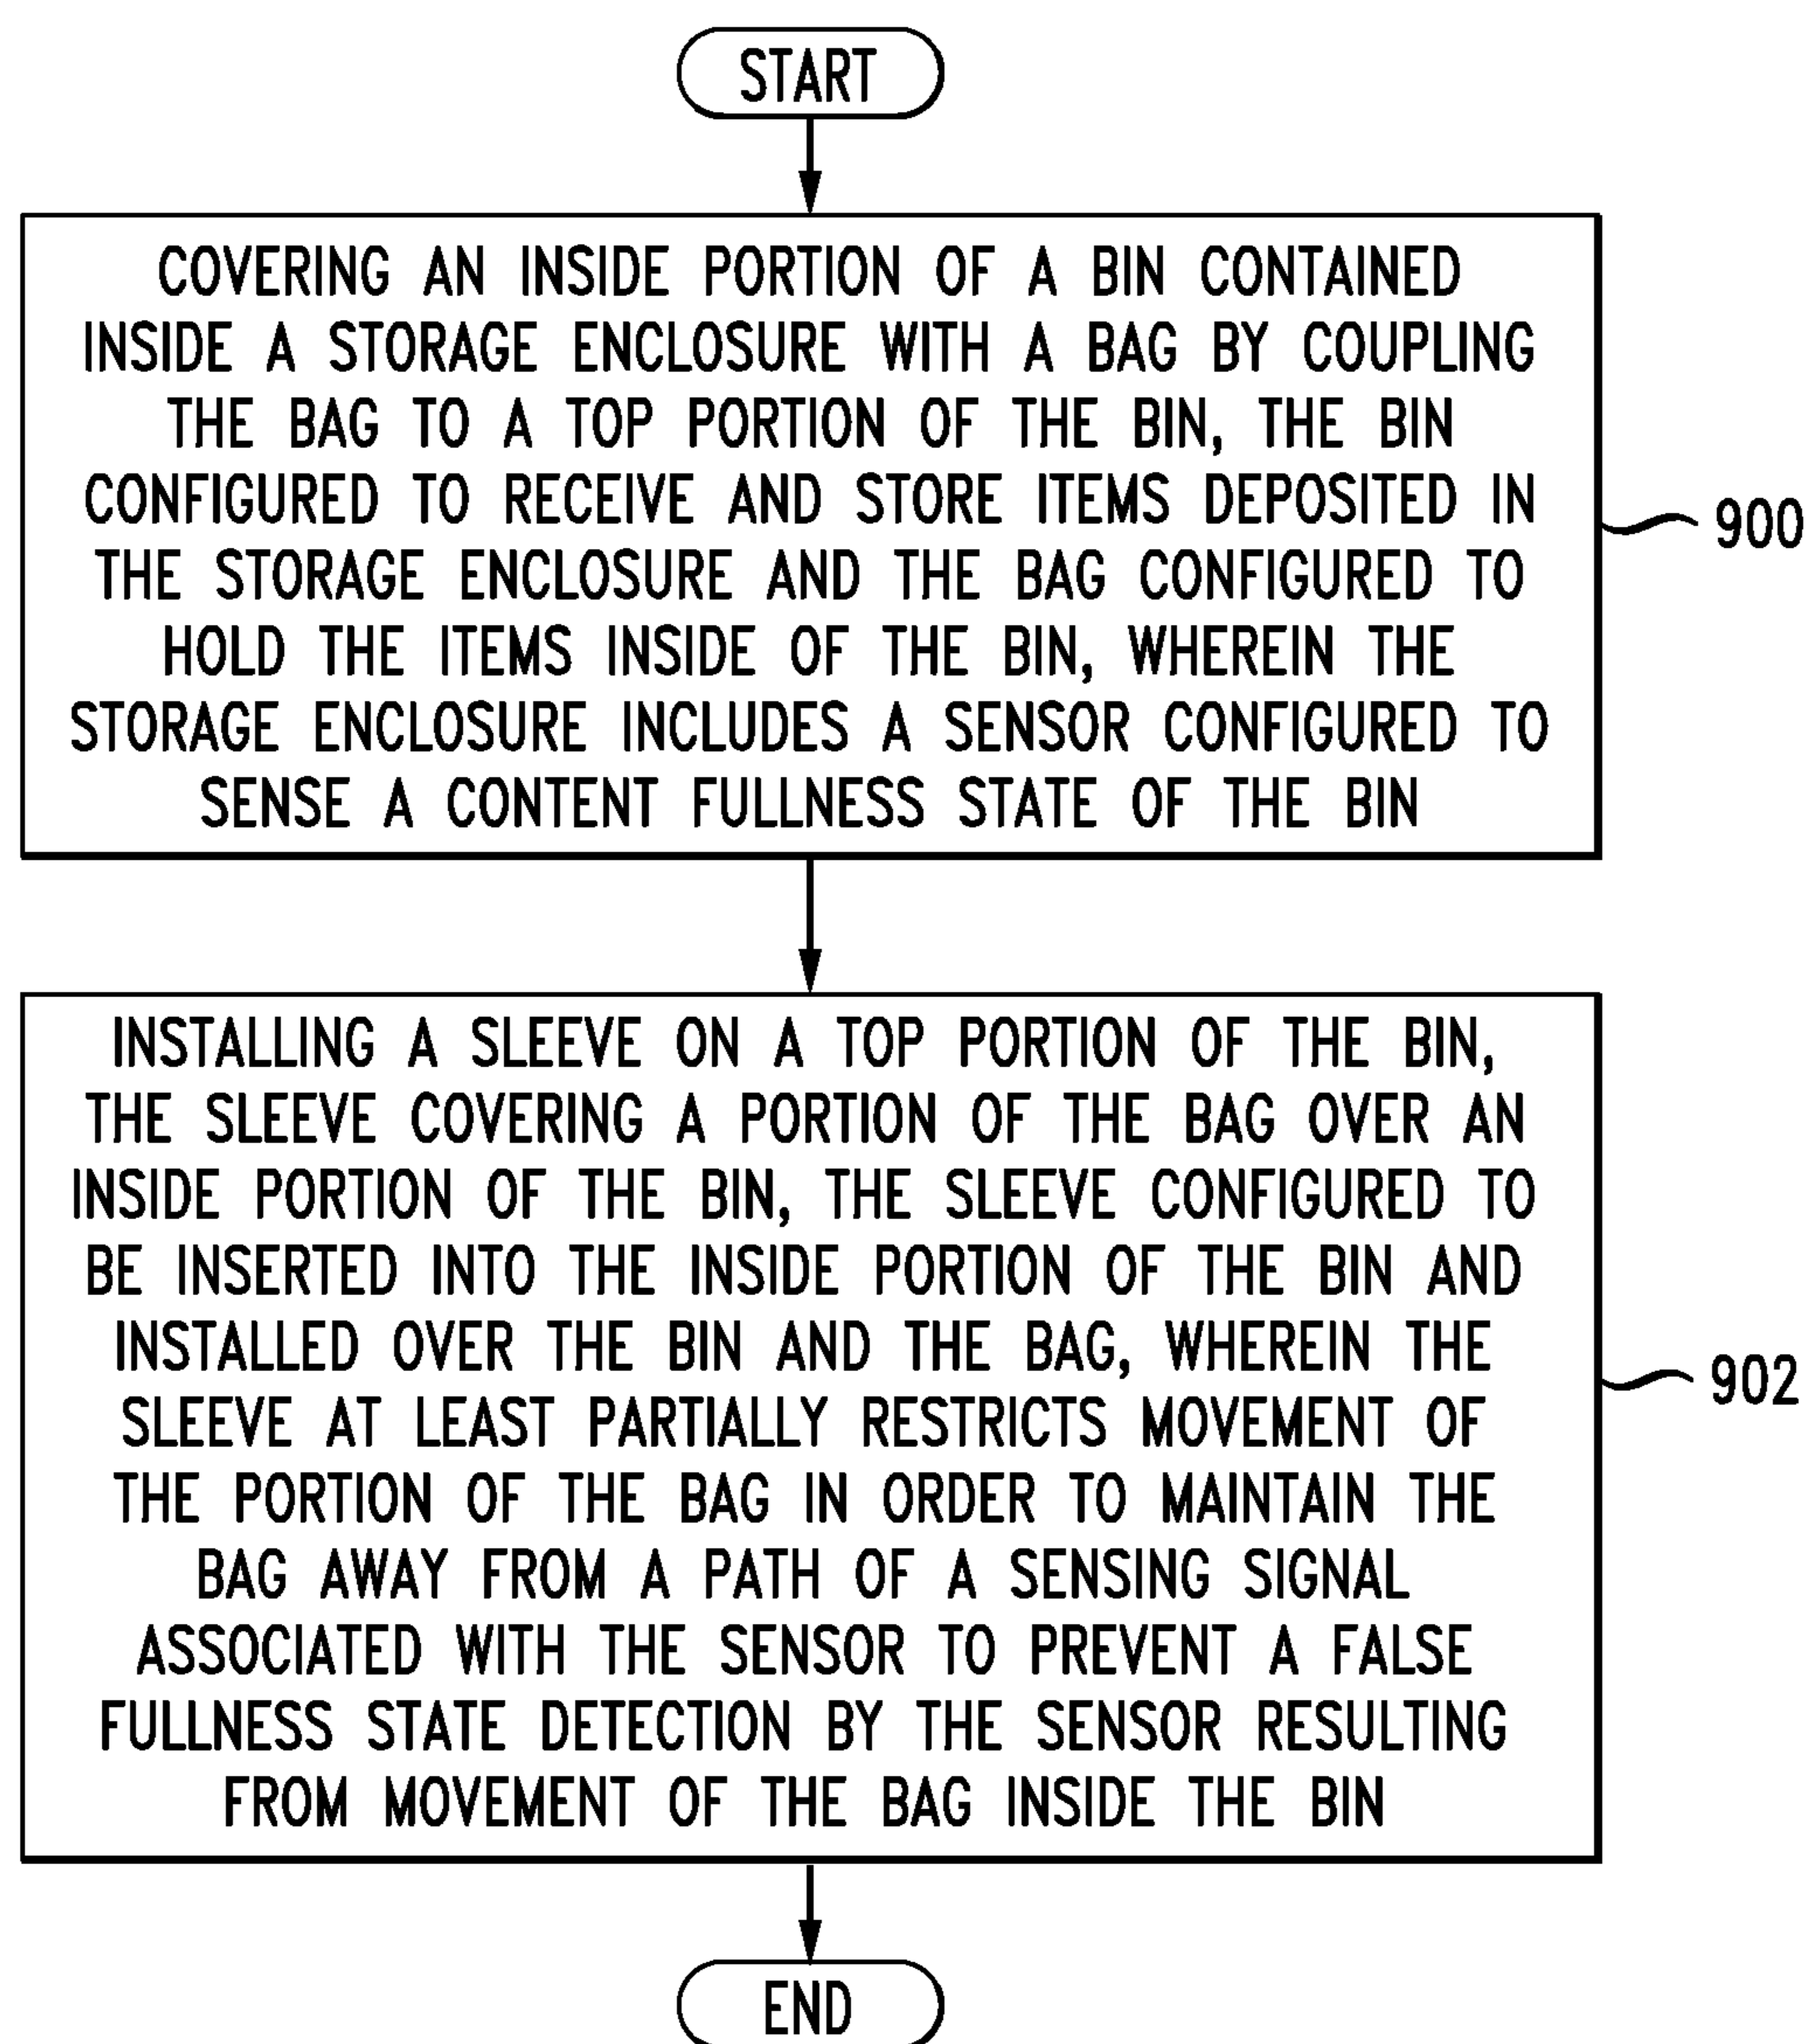 START
COVERING AN INSIDE PORTION OF A BIN CONTAINED
INSIDE A STORAGE ENCLOSURE WITH A BAG BY COUPLING
THE BAG TO A TOP PORTION OF THE BIN, THE BIN
CONFIGURED TO RECEIVE AND STORE ITEMS DEPOSITED IN
THE STORAGE ENCLOSURE AND THE BAG CONFIGURED TO
HOLD THE ITEMS INSIDE OF THE BIN, WHEREIN THE
STORAGE ENCLOSURE INCLUDES A SENSOR CONFIGURED TO
SENSE A CONTENT FULLNESS STATE OF THE BIN
900
INSTALLING A SLEEVE ON A TOP PORTION OF THE BIN,
THE SLEEVE COVERING A PORTION OF THE BAG OVER AN
INSIDE PORTION OF THE BIN, THE SLEEVE CONFIGURED TO
BE INSERTED INTO THE INSIDE PORTION OF THE BIN AND
INSTALLED OVER THE BIN AND THE BAG, WHEREIN THE
SLEEVE AT LEAST PARTIALLY RESTRICTS MOVEMENT OF
THE PORTION OF THE BAG IN ORDER TO MAINTAIN THE
BAG AWAY FROM A PATH OF A SENSING SIGNAL
ASSOCIATED WITH THE SENSOR TO PREVENT A FALSE
FULLNESS STATE DETECTION BY THE SENSOR RESULTING
FROM MOVEMENT OF THE BAG INSIDE THE BIN
902
END